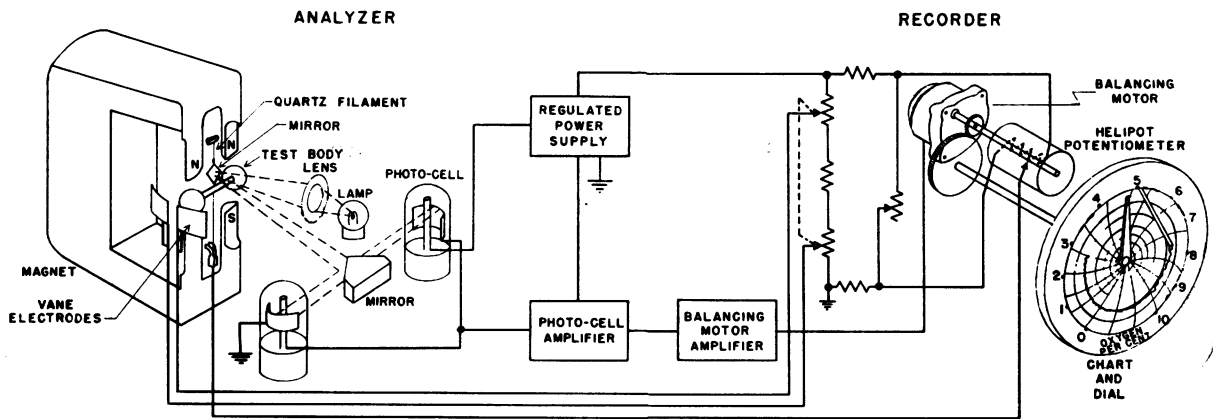 ANALYZER
RECORDER
QUARTZ FILAMENT
MIRROR
TEST BODY
LENS
LAMP
PHOTO-CELL
N
N
S
MAGNET
VANE
ELECTRODES
MIRROR
REGULATED
POWER
SUPPLY
PHOTO-CELL
AMPLIFIER
BALANCING
MOTOR
AMPLIFIER
BALANCING
MOTOR
HELIPOT
POTENTIOMETER
0
1
2
3
4
5
6
7
8
9
10
OXYGEN
PER CENT
CHART
AND
DIAL